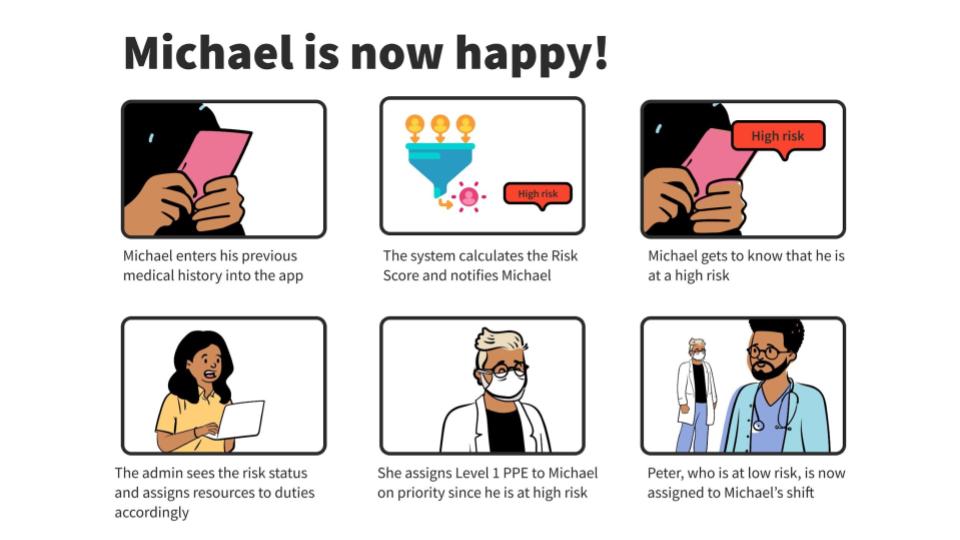 Michael is now happy!
High risk
High risk
Michael enters his previous
medical history into the app
The system calculates the Risk
Score and notifies Michael
Michael gets to know that he is
at a high risk
The admin sees the risk status
and assigns resources to duties
accordingly
She assigns Level 1 PPE to Michael
on priority since he is at high risk
Peter, who is at low risk, is now
assigned to Michael's shift